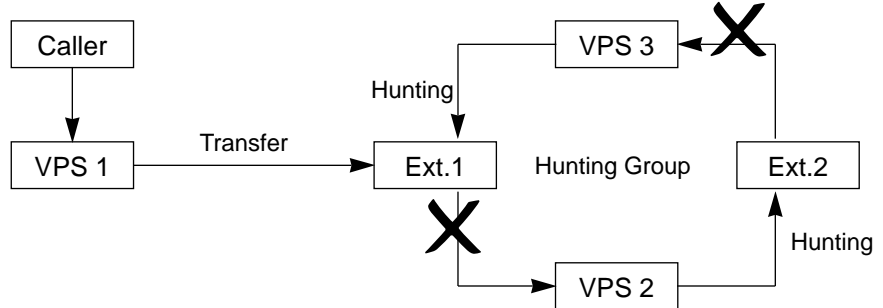 Caller
VPS 3
Hunting
Transfer
VPS 1
Ext.1
Hunting Group
Ext.2
Hunting
VPS 2